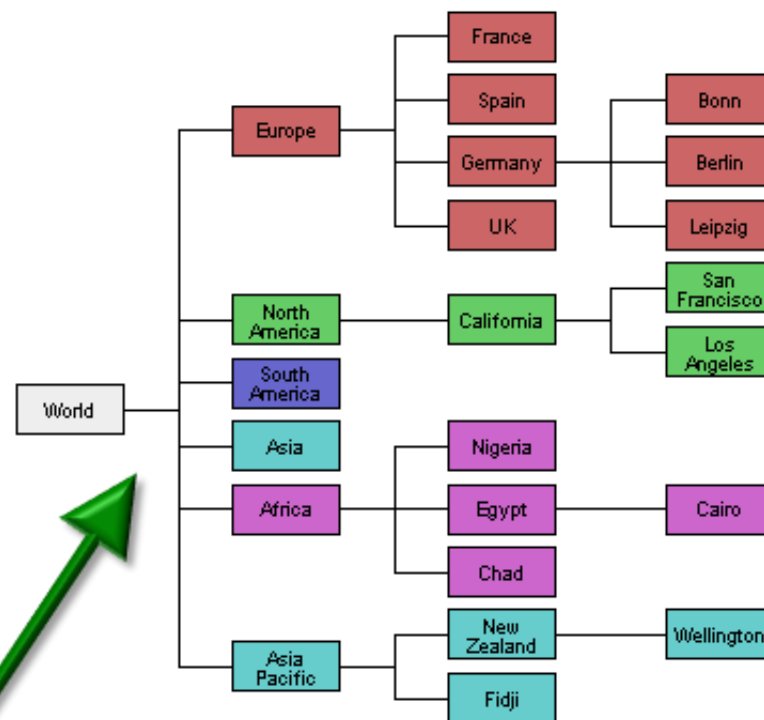 France
Spain
Bonn
Europe
Germany
Berlin
UK
Leipzig
San
Francisco
North
America
California
Los
Angeles
South
America
World
Asia
Nigeria
Africa
Egypt
Cairo
Chad
New
Zealand
Wellington
Asia
Pacific
Fidji